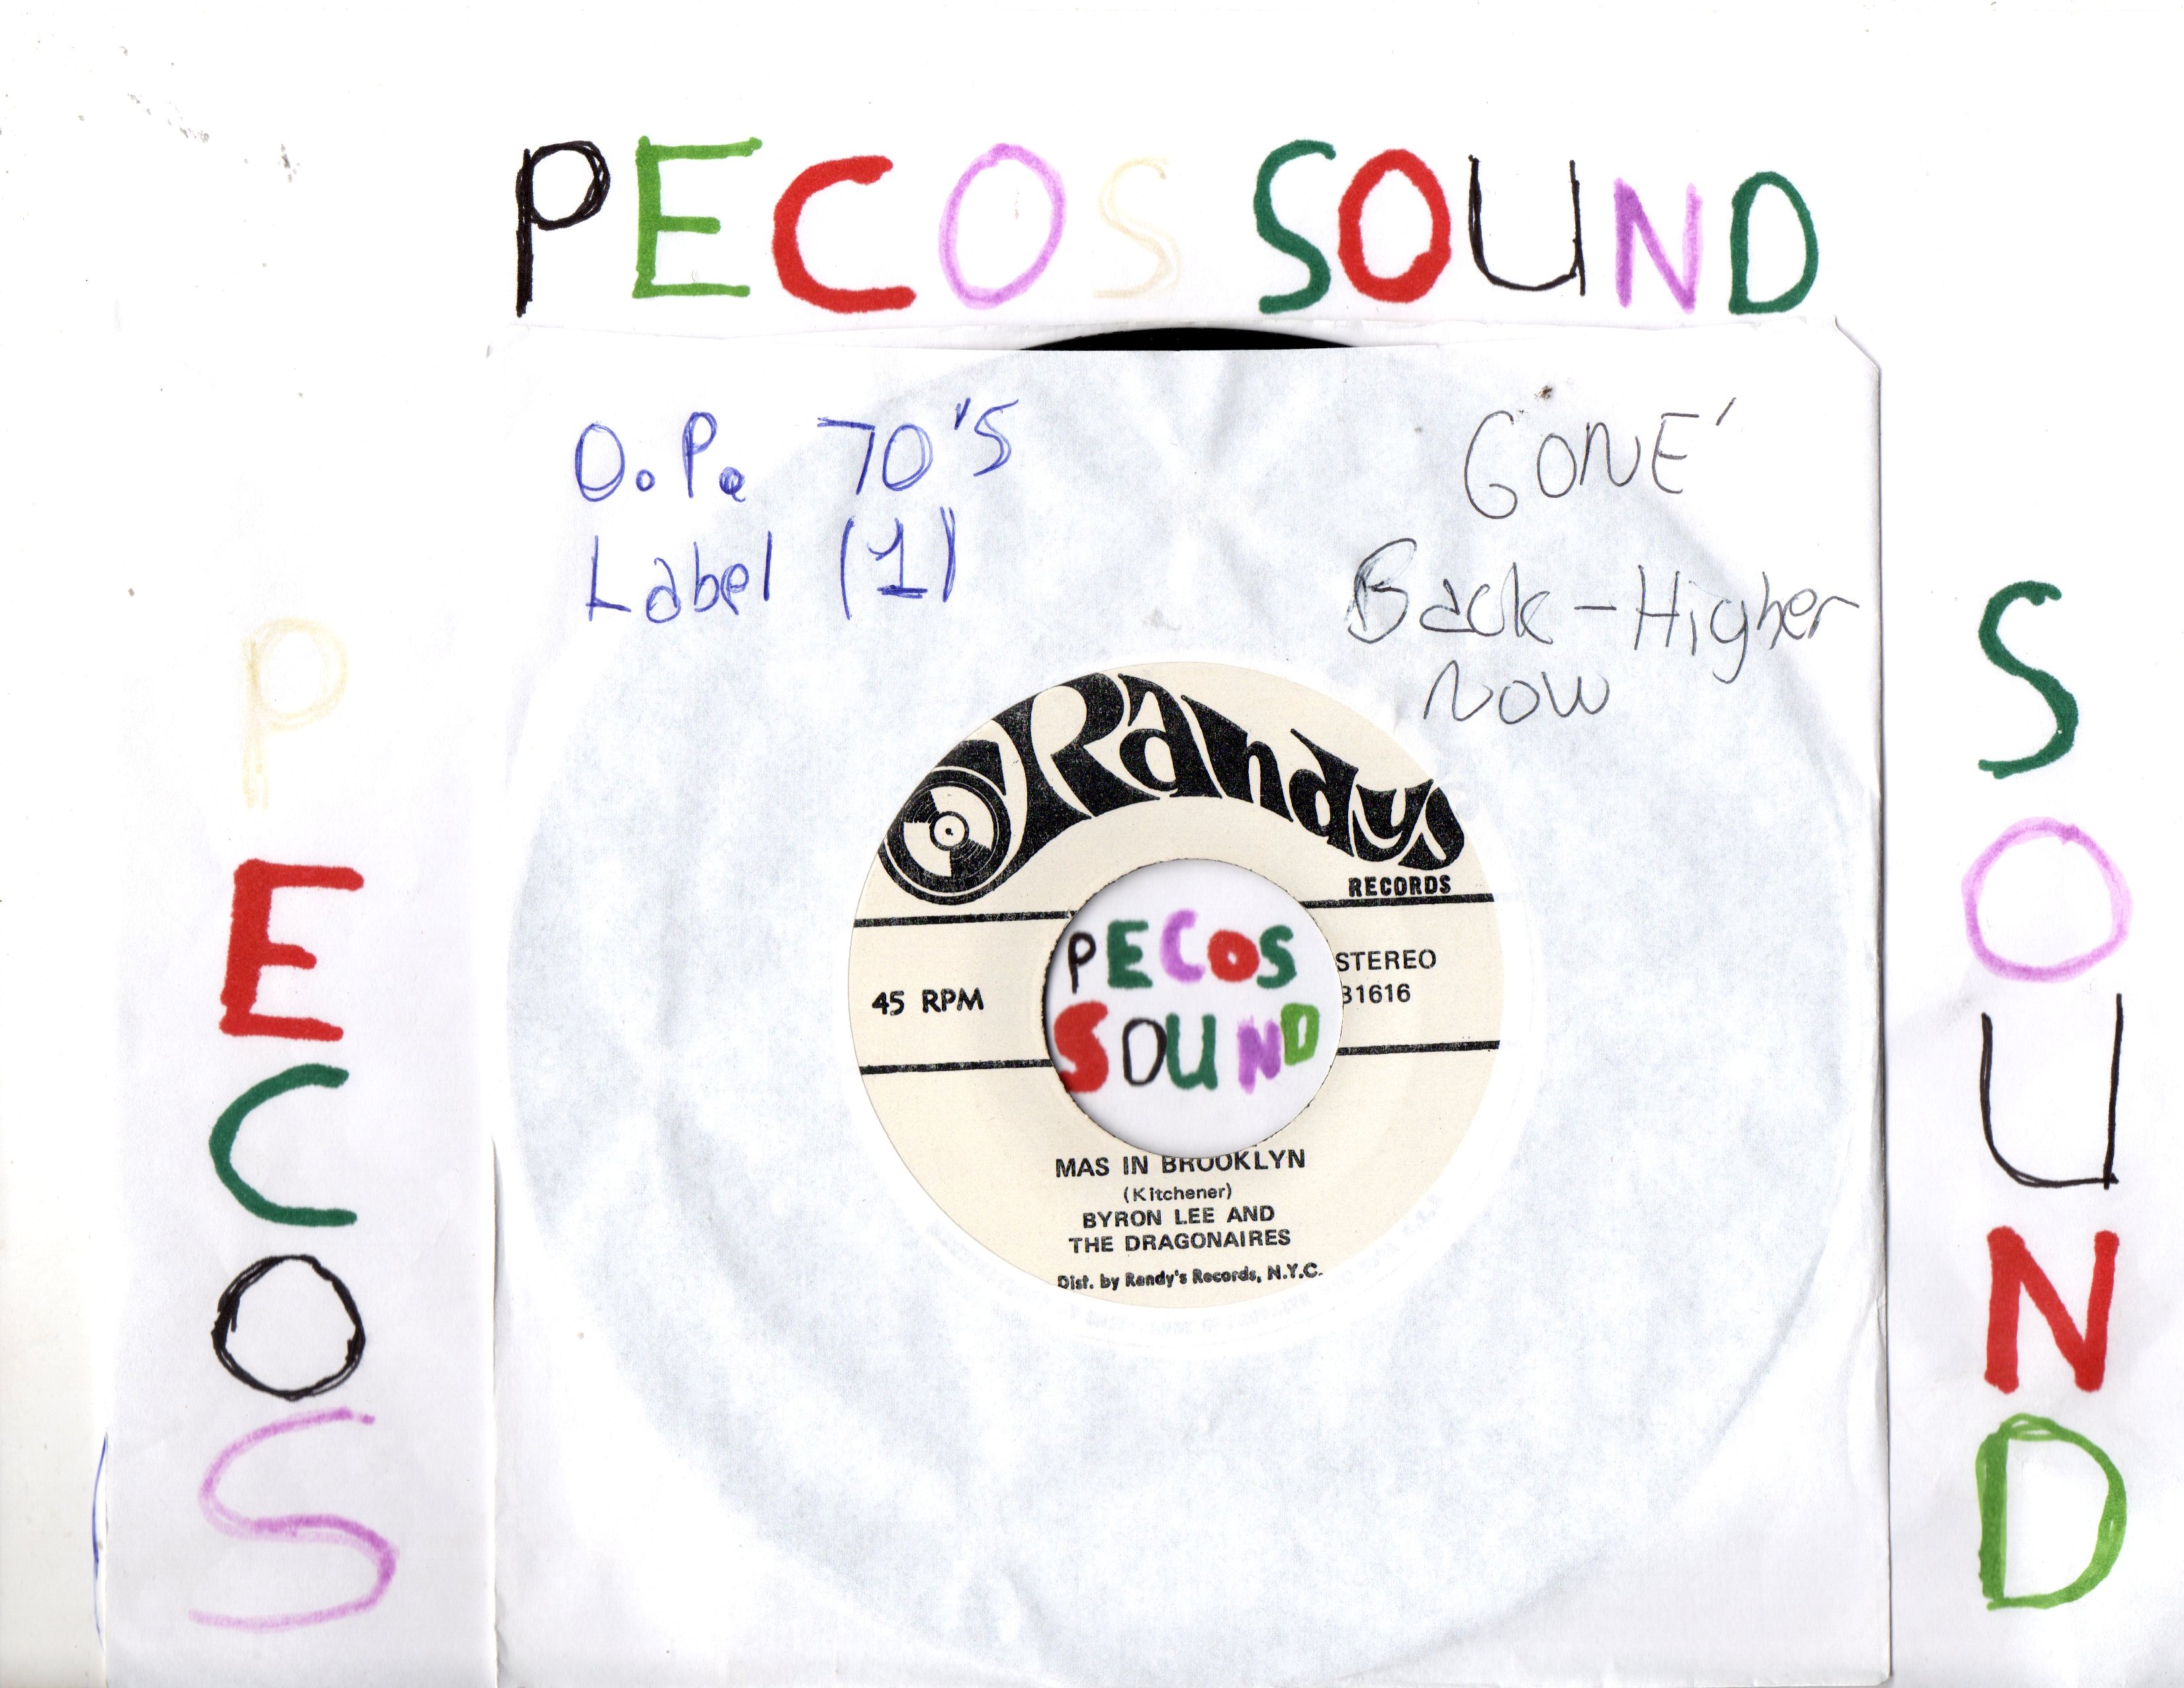 PECOS SOUND
O.P. 70's
Label (1)
GONE'
Back - Higher
NOW
Randys
RECORDS
PECOS
SOUND
45 RPM
STEREO
31616
MAS IN BROOKLYN
(Kitchener)
BYRON LEE AND
THE DRAGONAIRES
Dist. by Randy's Records, N.Y.C.
PECOS
SOUND